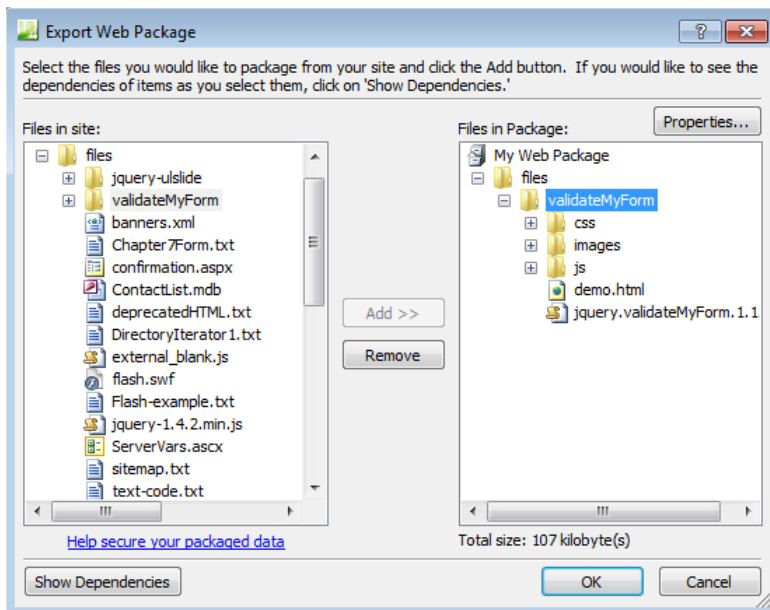 Export Web Package
Select the files you would like to package from your site and click the Add button. If you would like to see the
dependencies of items as you select them, click on 'Show Dependencies.'
Files in site:
files
jquery-ulslide
validateMyForm
banners.xml
Chapter7Form.txt
confirmation.aspx
ContactList.mdb
deprecatedHTML.txt
DirectoryIterator1.txt
external_blank.js
flash.swf
Flash-example.txt
jquery-1.4.2.min.js
ServerVars.ascx
sitemap.txt
text-code.txt
Help secure your packaged data
Add >>
Remove
Files in Package:
Properties...
My Web Package
files
validateMyForm
css
images
js
demo.html
jquery.validateMyForm.1.1
Total size: 107 kilobyte(s)
Show Dependencies
OK
Cancel